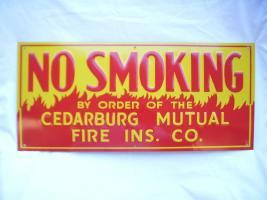 NO SMOKING
BY ORDER OF THE
CEDARBURG MUTUAL
FIRE INS. CO.